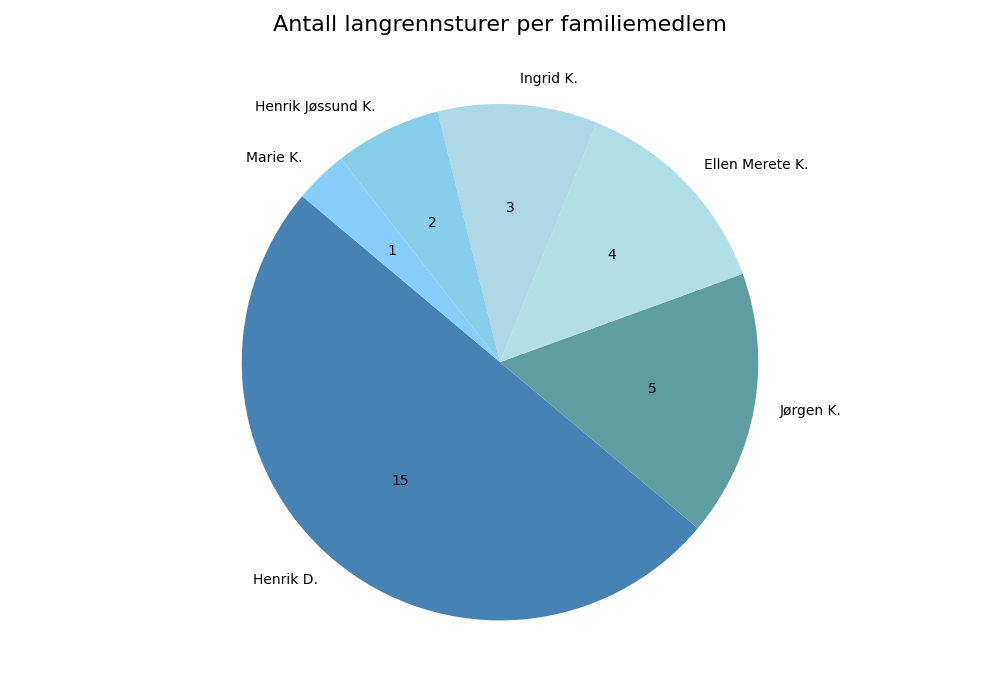 Antall langrennsturer per familiemedlem
Ingrid K.
Henrik Jøssund K.
Marie K.
Ellen Merete K.
3
2
1
4
5
Jørgen K.
15
Henrik D.